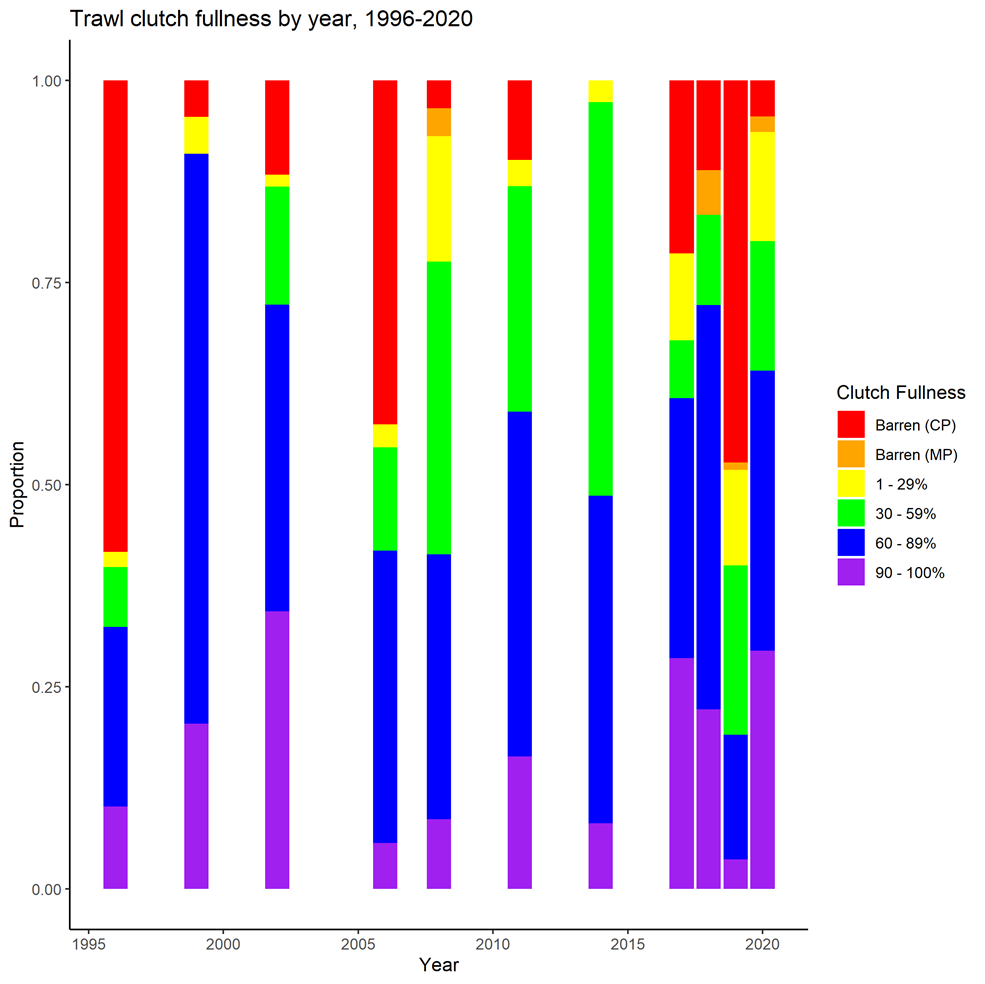 Trawl clutch fullness by year, 1996-2020
1.00
0.75
0.50
0.25
0.00
Proportion
1995
2000
2005
2010
2015
2020
Year
Clutch Fullness
Barren (CP)
Barren (MP)
1 - 29%
30 - 59%
60 - 89%
90 - 100%